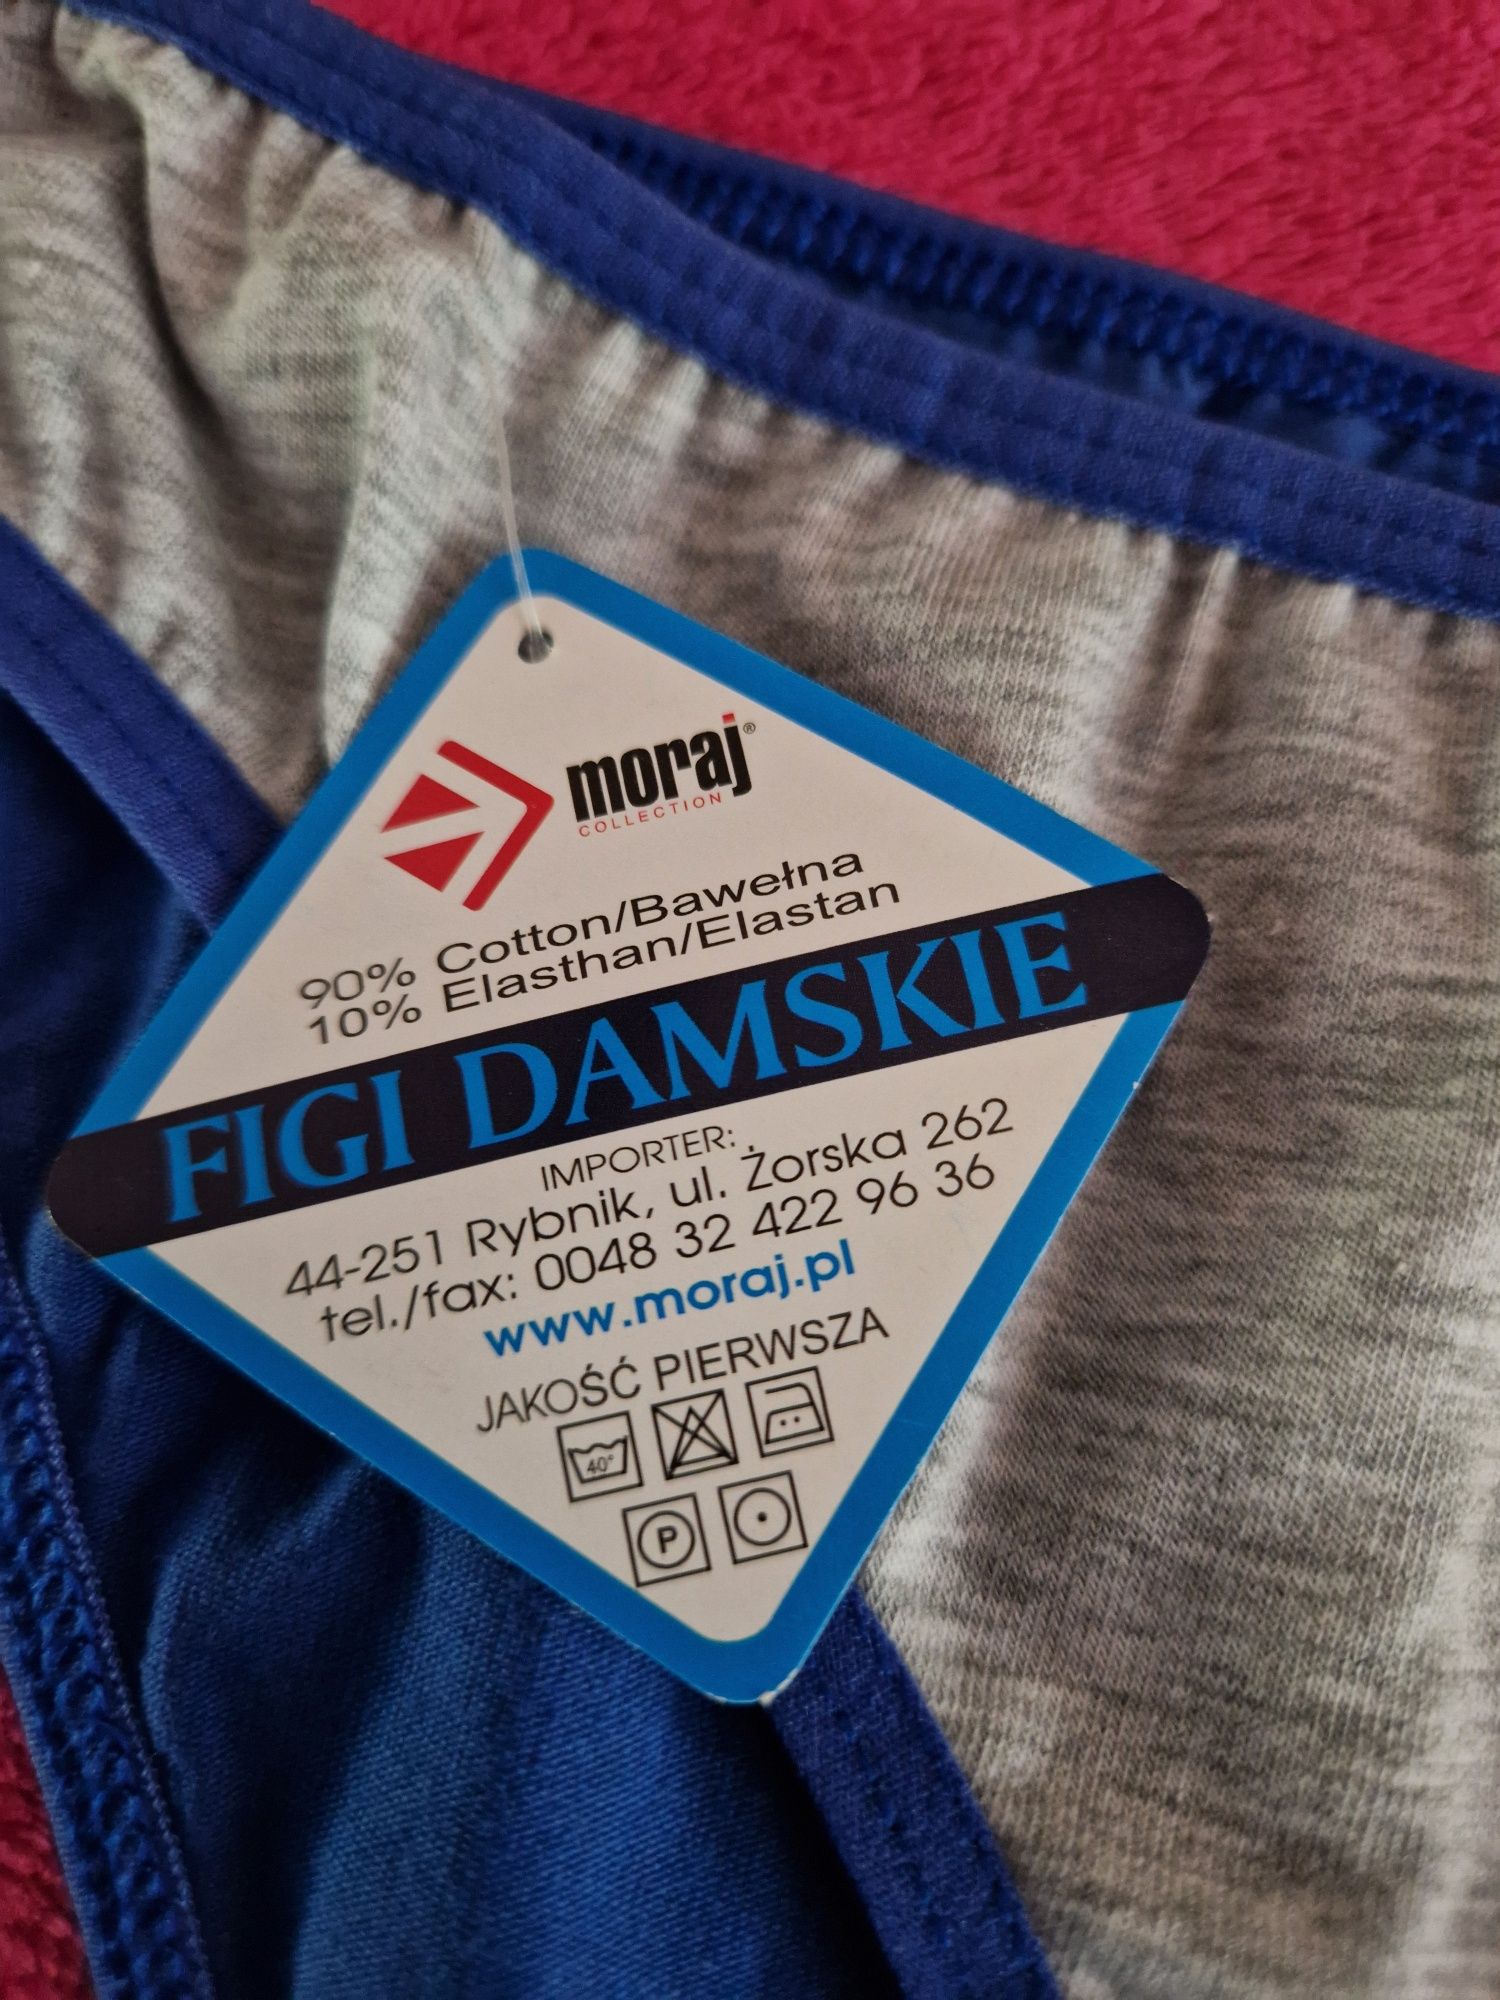 moraj®
COLLECTION
90% Cotton/Bawełna
10% Elasthan/Elastan
FIGI DAMSKIE
IMPORTER:
44-251 Rybnik, ul. Żorska 262
tel./fax: 0048 32 422 96 36
www.moraj.pl
JAKOŚĆ PIERWSZA
40°
P